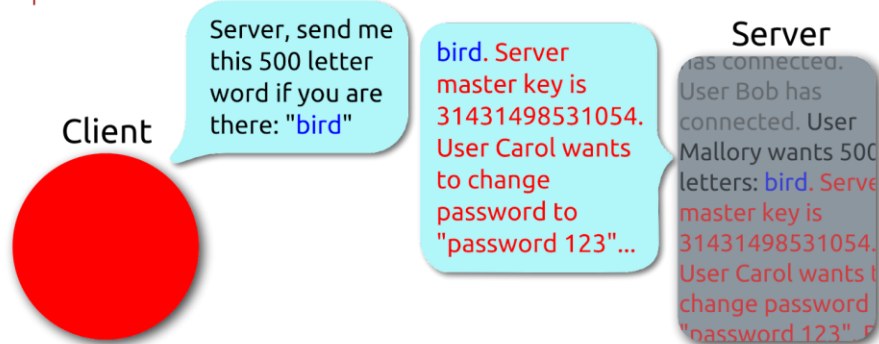 Client
Server, send me
this 500 letter
word if you are
there: "bird"
bird. Server
master key is
31431498531054.
User Carol wants
to change
password to
"password 123"...
Server
has connected.
User Bob has
connected. User
Mallory wants 500
letters: bird. Serve
master key is
31431498531054.
User Carol wants t
change password
"password 123".